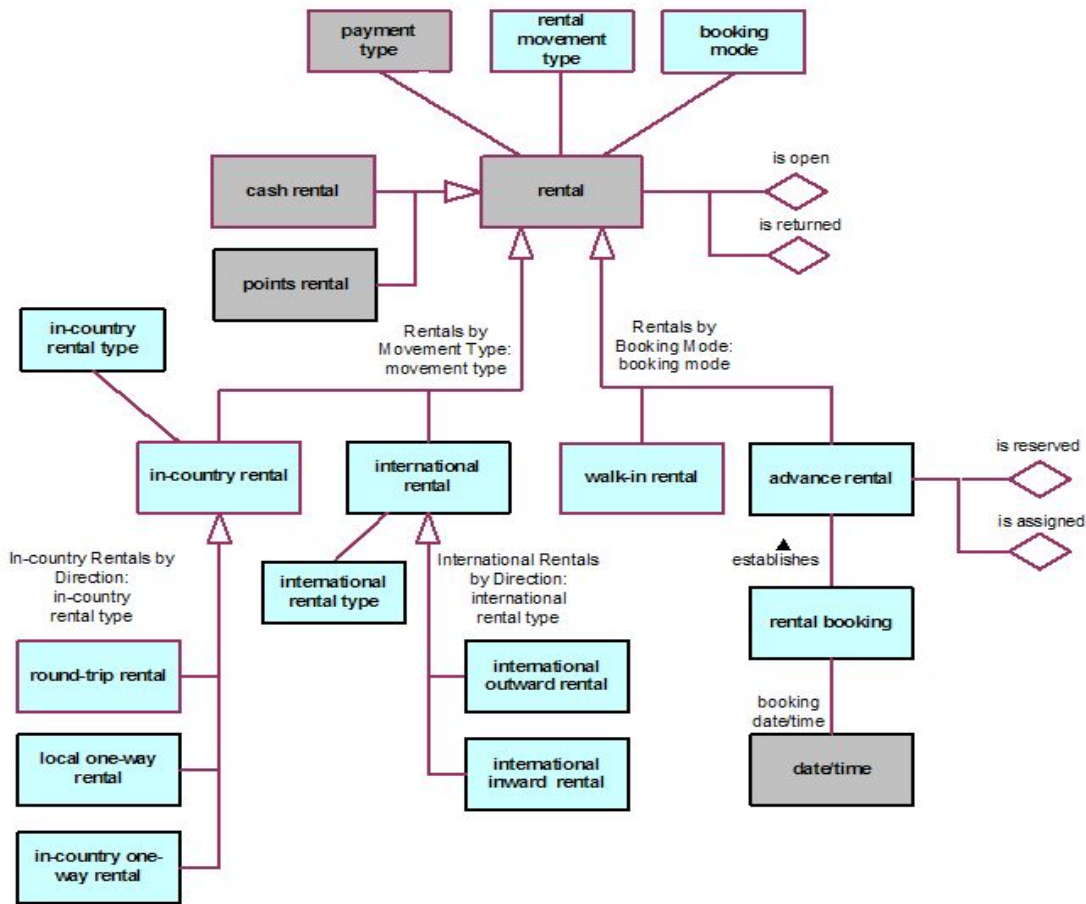 payment
type
rental
movement
type
booking
mode
cash rental
rental
is open
is returned
points rental
in-country
rental type
Rentals by
Movement Type:
movement type
Rentals by
Booking Mode:
booking mode
in-country rental
international
rental
walk-in rental
advance rental
is reserved
is assigned
In-country Rentals by
Direction:
in-country
rental type
international
rental type
International Rentals
by Direction:
international
rental type
establishes
rental booking
round-trip rental
international
outward rental
booking
date/time
local one-way
rental
international
inward rental
date/time
in-country one-
way rental